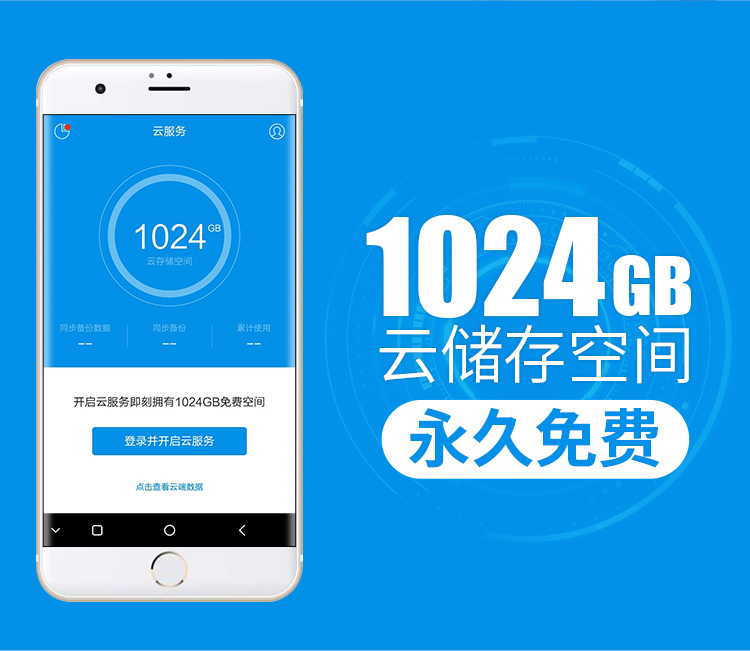 云服务
1024GB
云存储空间
同步备份数据 同步备份 累计使用
-- -- --
开启云服务即刻拥有1024GB免费空间
登录并开启云服务
点击查看云端数据
1024GB
云储存空间
永久免费